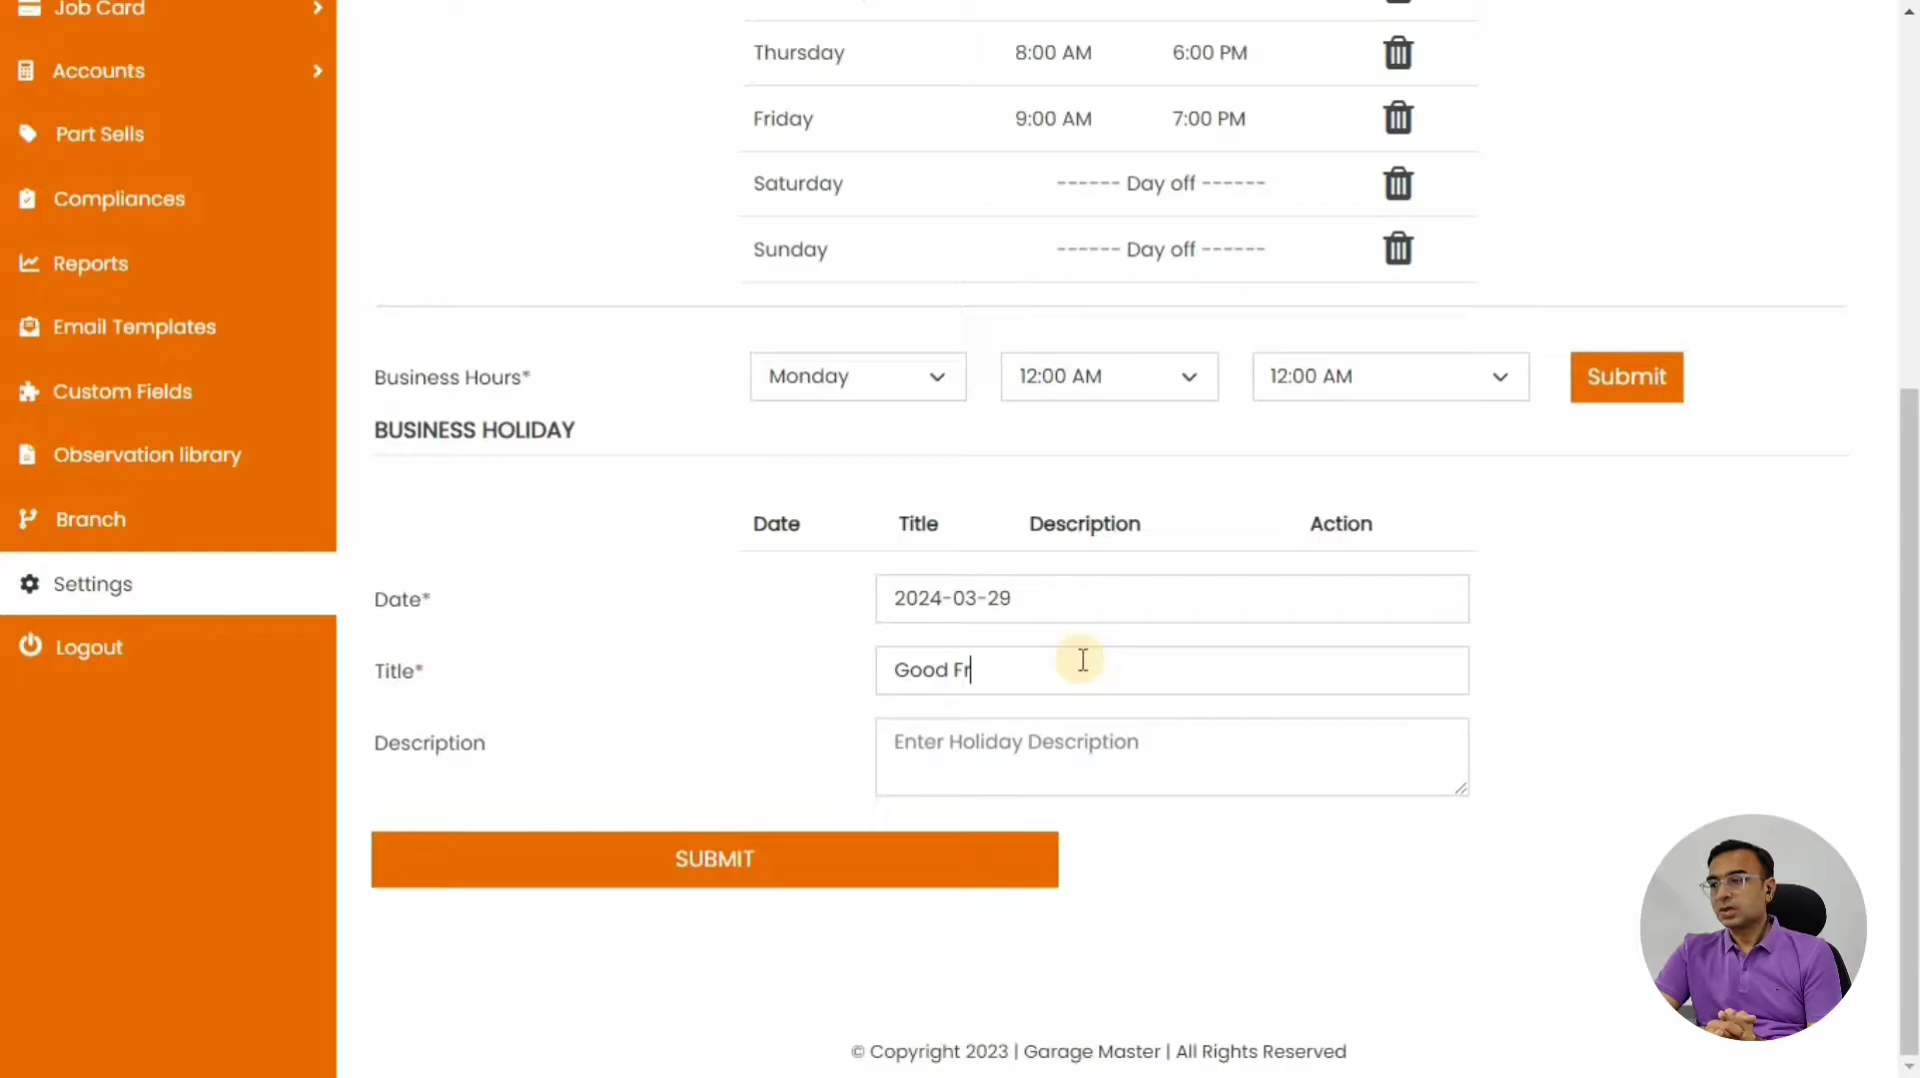 Job Card
Accounts
Part Sells
Compliances
Reports
Email Templates
Custom Fields
Observation library
Branch
Settings
Logout
Thursday 8:00 AM 6:00 PM
Friday 9:00 AM 7:00 PM
Saturday ------ Day off ------
Sunday ------ Day off ------
Business Hours* Monday 12:00 AM 12:00 AM Submit
BUSINESS HOLIDAY
Date Title Description Action
Date* 2024-03-29
Title* Good Fr
Description Enter Holiday Description
SUBMIT
© Copyright 2023 | Garage Master | All Rights Reserved